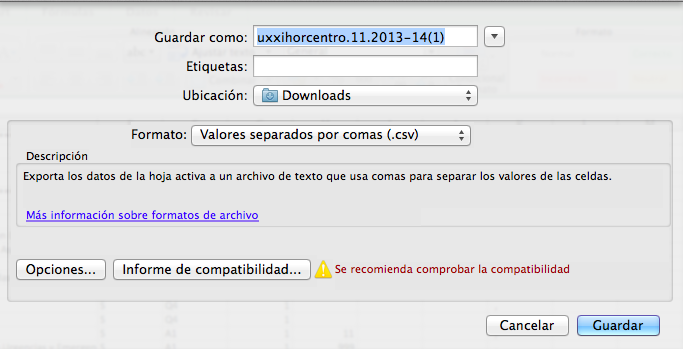 Guardar como: uxxihorcentro.11.2013-14(1)
Etiquetas:
Ubicación: Downloads
Formato: Valores separados por comas (.csv)
Descripción
Exporta los datos de la hoja activa a un archivo de texto que usa comas para separar los valores de las celdas.
Más información sobre formatos de archivo
Opciones... Informe de compatibilidad... Se recomienda comprobar la compatibilidad
Cancelar Guardar